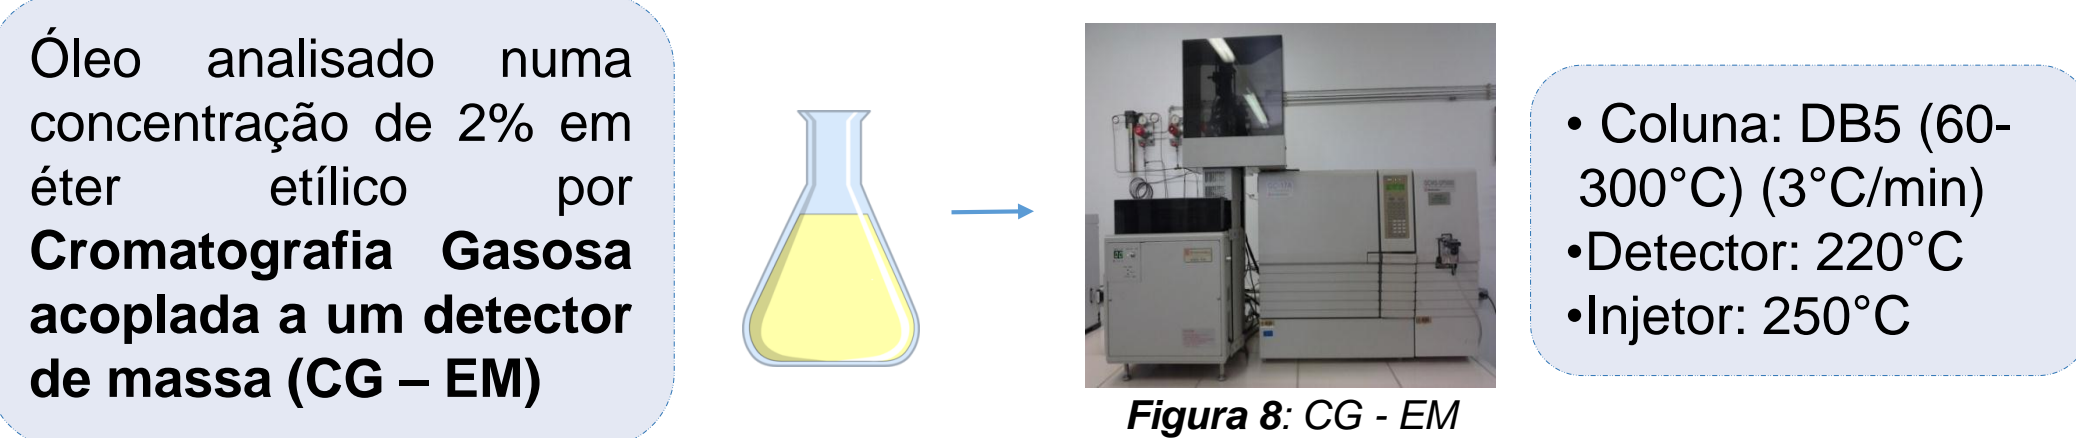 Óleo analisado numa
concentração de 2% em
éter etílico por
Cromatografia Gasosa
acoplada a um detector
de massa (CG – EM)
Figura 8: CG - EM
• Coluna: DB5 (60-
300°C) (3°C/min)
•Detector: 220°C
•Injetor: 250°C